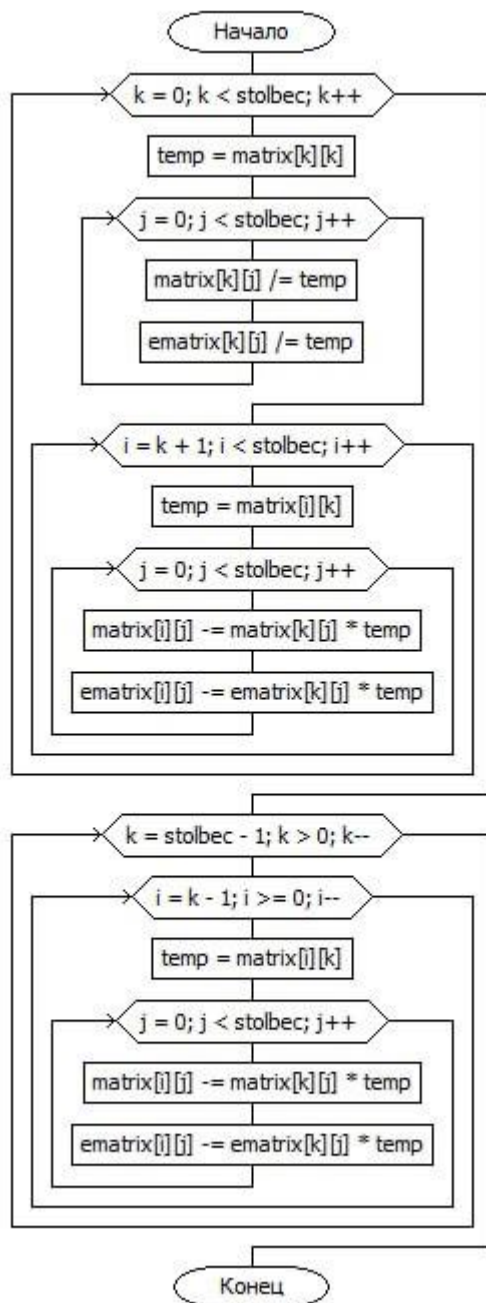 Начало
k = 0; k < stolbec; k++
temp = matrix[k][k]
j = 0; j < stolbec; j++
matrix[k][j] /= temp
ematrix[k][j] /= temp
i = k + 1; i < stolbec; i++
temp = matrix[i][k]
j = 0; j < stolbec; j++
matrix[i][j] -= matrix[k][j] * temp
ematrix[i][j] -= ematrix[k][j] * temp
k = stolbec - 1; k > 0; k--
i = k - 1; i >= 0; i--
temp = matrix[i][k]
j = 0; j < stolbec; j++
matrix[i][j] -= matrix[k][j] * temp
ematrix[i][j] -= ematrix[k][j] * temp
Конец